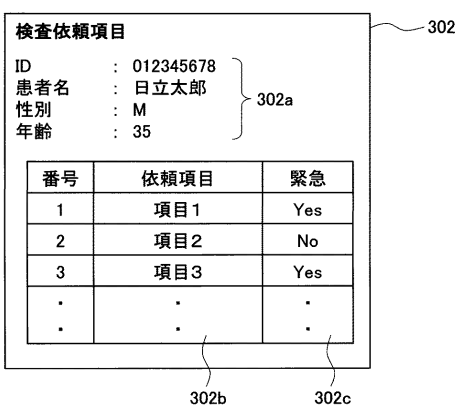 検査依頼項目
302
ID : 012345678
患者名 : 日立太郎
性別 : M
年齢 : 35
302a
番号 依頼項目 緊急
1 項目1 Yes
2 項目2 No
3 項目3 Yes
・ ・ ・
・ ・ ・
302b 302c